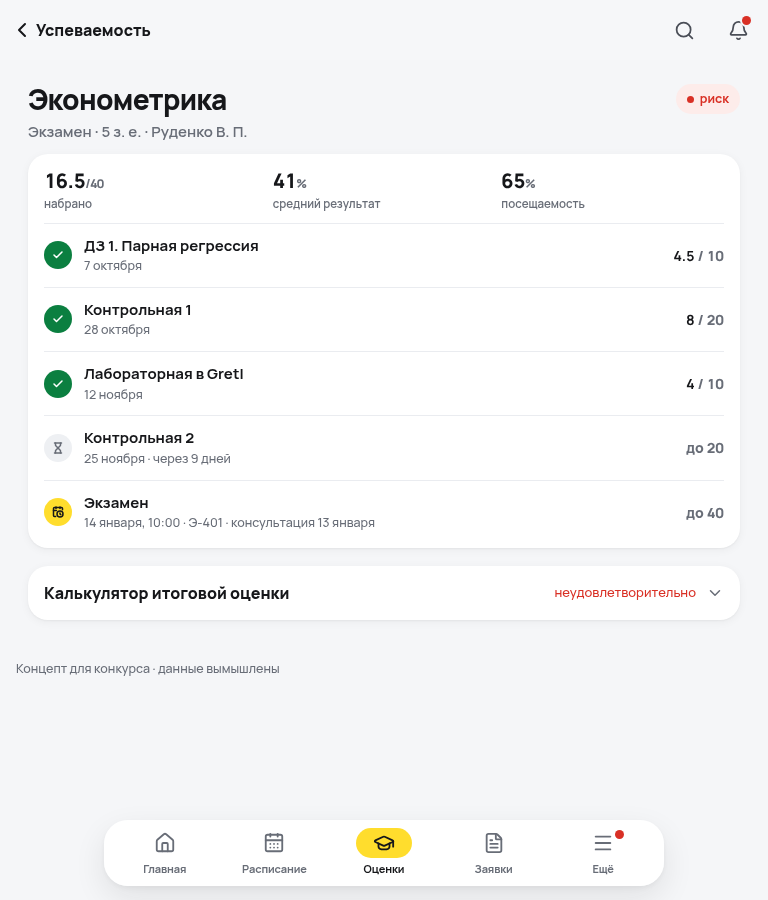 Успеваемость
Эконометрика
риск
Экзамен · 5 з. е. · Руденко В. П.
16.5/40
набрано
41%
средний результат
65%
посещаемость
ДЗ 1. Парная регрессия
7 октября
4.5 / 10
Контрольная 1
28 октября
8 / 20
Лабораторная в Gretl
12 ноября
4 / 10
Контрольная 2
25 ноября · через 9 дней
до 20
Экзамен
14 января, 10:00 · Э-401 · консультация 13 января
до 40
Калькулятор итоговой оценки
неудовлетворительно
Концепт для конкурса · данные вымышлены
Главная
Расписание
Оценки
Заявки
Ещё